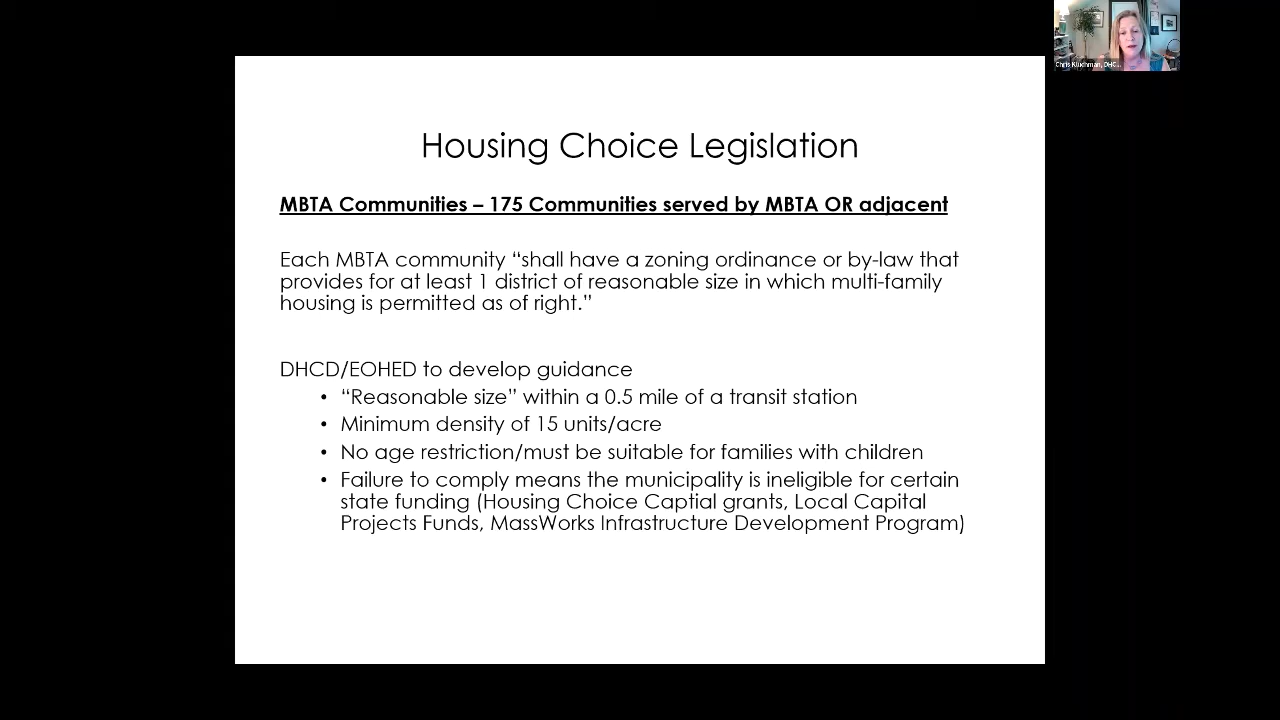 Chris Kluchman, DHC...
Housing Choice Legislation
MBTA Communities – 175 Communities served by MBTA OR adjacent
Each MBTA community “shall have a zoning ordinance or by-law that
provides for at least 1 district of reasonable size in which multi-family
housing is permitted as of right.”
DHCD/EOHED to develop guidance
• “Reasonable size” within a 0.5 mile of a transit station
• Minimum density of 15 units/acre
• No age restriction/must be suitable for families with children
• Failure to comply means the municipality is ineligible for certain
state funding (Housing Choice Captial grants, Local Capital
Projects Funds, MassWorks Infrastructure Development Program)